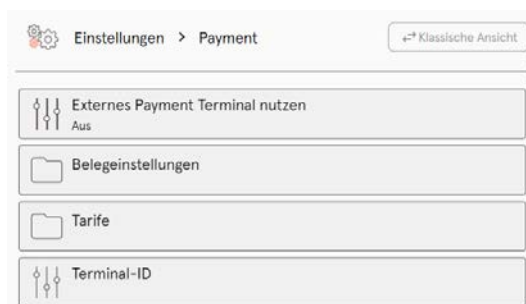 Einstellungen > Payment
Klassische Ansicht
Externes Payment Terminal nutzen
Aus
Belegeinstellungen
Tarife
Terminal-ID